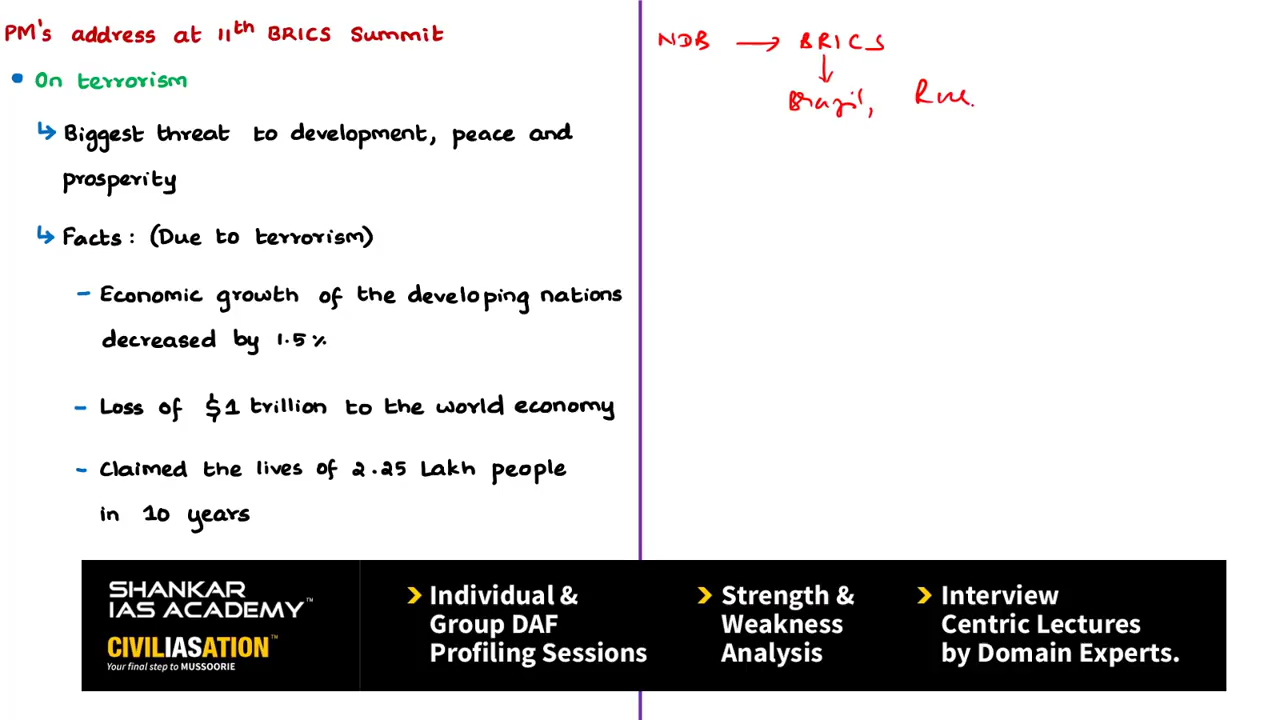 PM's address at 11th BRICS Summit
On terrorism
Biggest threat to development, peace and
prosperity
Facts: (Due to terrorism)
- Economic growth of the developing nations
decreased by 1.5%
- Loss of $1 trillion to the world economy
- Claimed the lives of 2.25 Lakh people
in 10 years
NDB → BRICS
↓
Brazil,
SHANKAR
IAS ACADEMY™
CIVILIASATION™
Your final step to MUSSOORIE
Individual &
Group DAF
Profiling Sessions
Strength &
Weakness
Analysis
Interview
Centric Lectures
by Domain Experts.